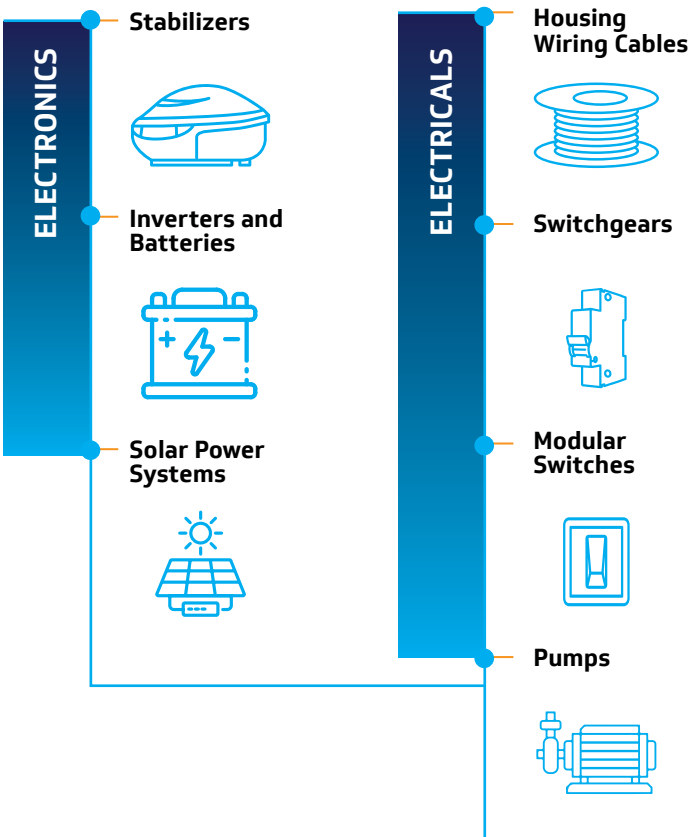 ELECTRONICS
Stabilizers
Inverters and
Batteries
Solar Power
Systems
ELECTRICALS
Housing
Wiring Cables
Switchgears
Modular
Switches
Pumps